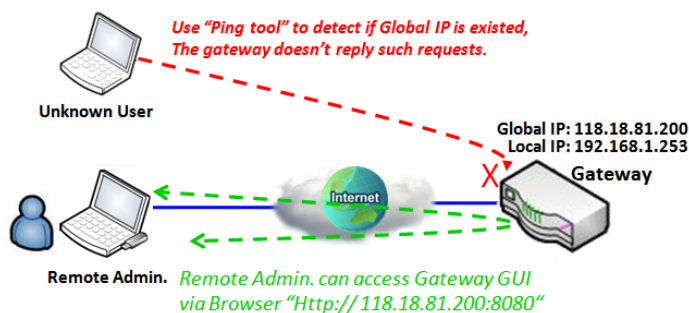 Use “Ping tool” to detect if Global IP is existed,
The gateway doesn’t reply such requests.
Unknown User
Global IP: 118.18.81.200
Local IP: 192.168.1.253
X
Gateway
Internet
Remote Admin.
Remote Admin. can access Gateway GUI
via Browser “Http:// 118.18.81.200:8080“